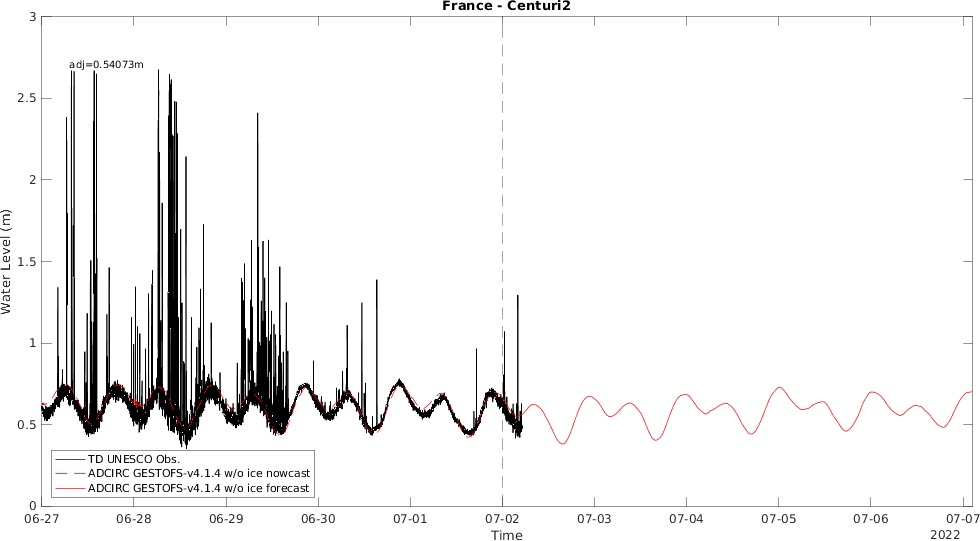 France - Centuri2
3
adj=0.54073m
2.5
2
1.5
1
0.5
0
Water Level (m)
TD UNESCO Obs.
ADCIRC GESTOFS-v4.1.4 w/o ice nowcast
ADCIRC GESTOFS-v4.1.4 w/o ice forecast
06-27 06-28 06-29 06-30 07-01 07-02 07-03 07-04 07-05 07-06 07-07
Time 2022